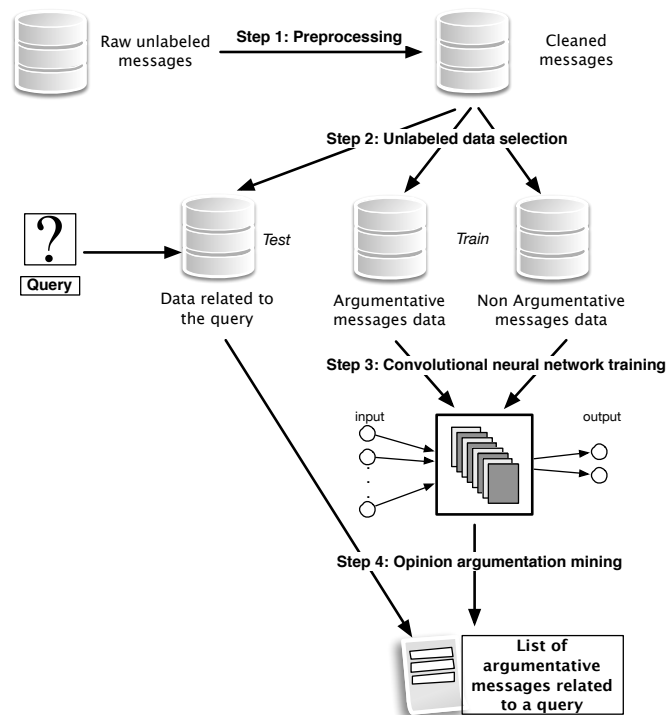 Raw unlabeled
messages
Step 1: Preprocessing
Cleaned
messages
Step 2: Unlabeled data selection
?
Query
Test
Train
Data related to
the query
Argumentative
messages data
Non Argumentative
messages data
Step 3: Convolutional neural network training
input
output
Step 4: Opinion argumentation mining
List of
argumentative
messages related
to a query